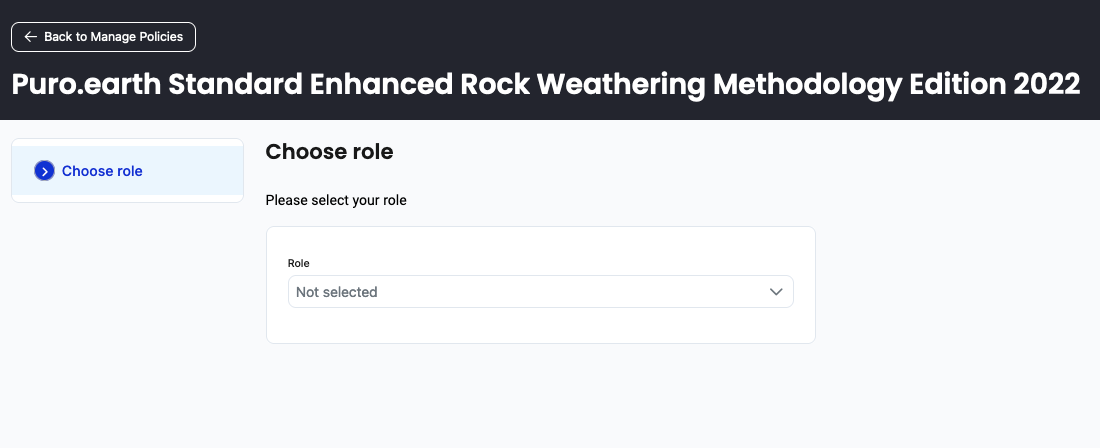 Back to Manage Policies
Puro.earth Standard Enhanced Rock Weathering Methodology Edition 2022
Choose role
Choose role
Please select your role
Role
Not selected